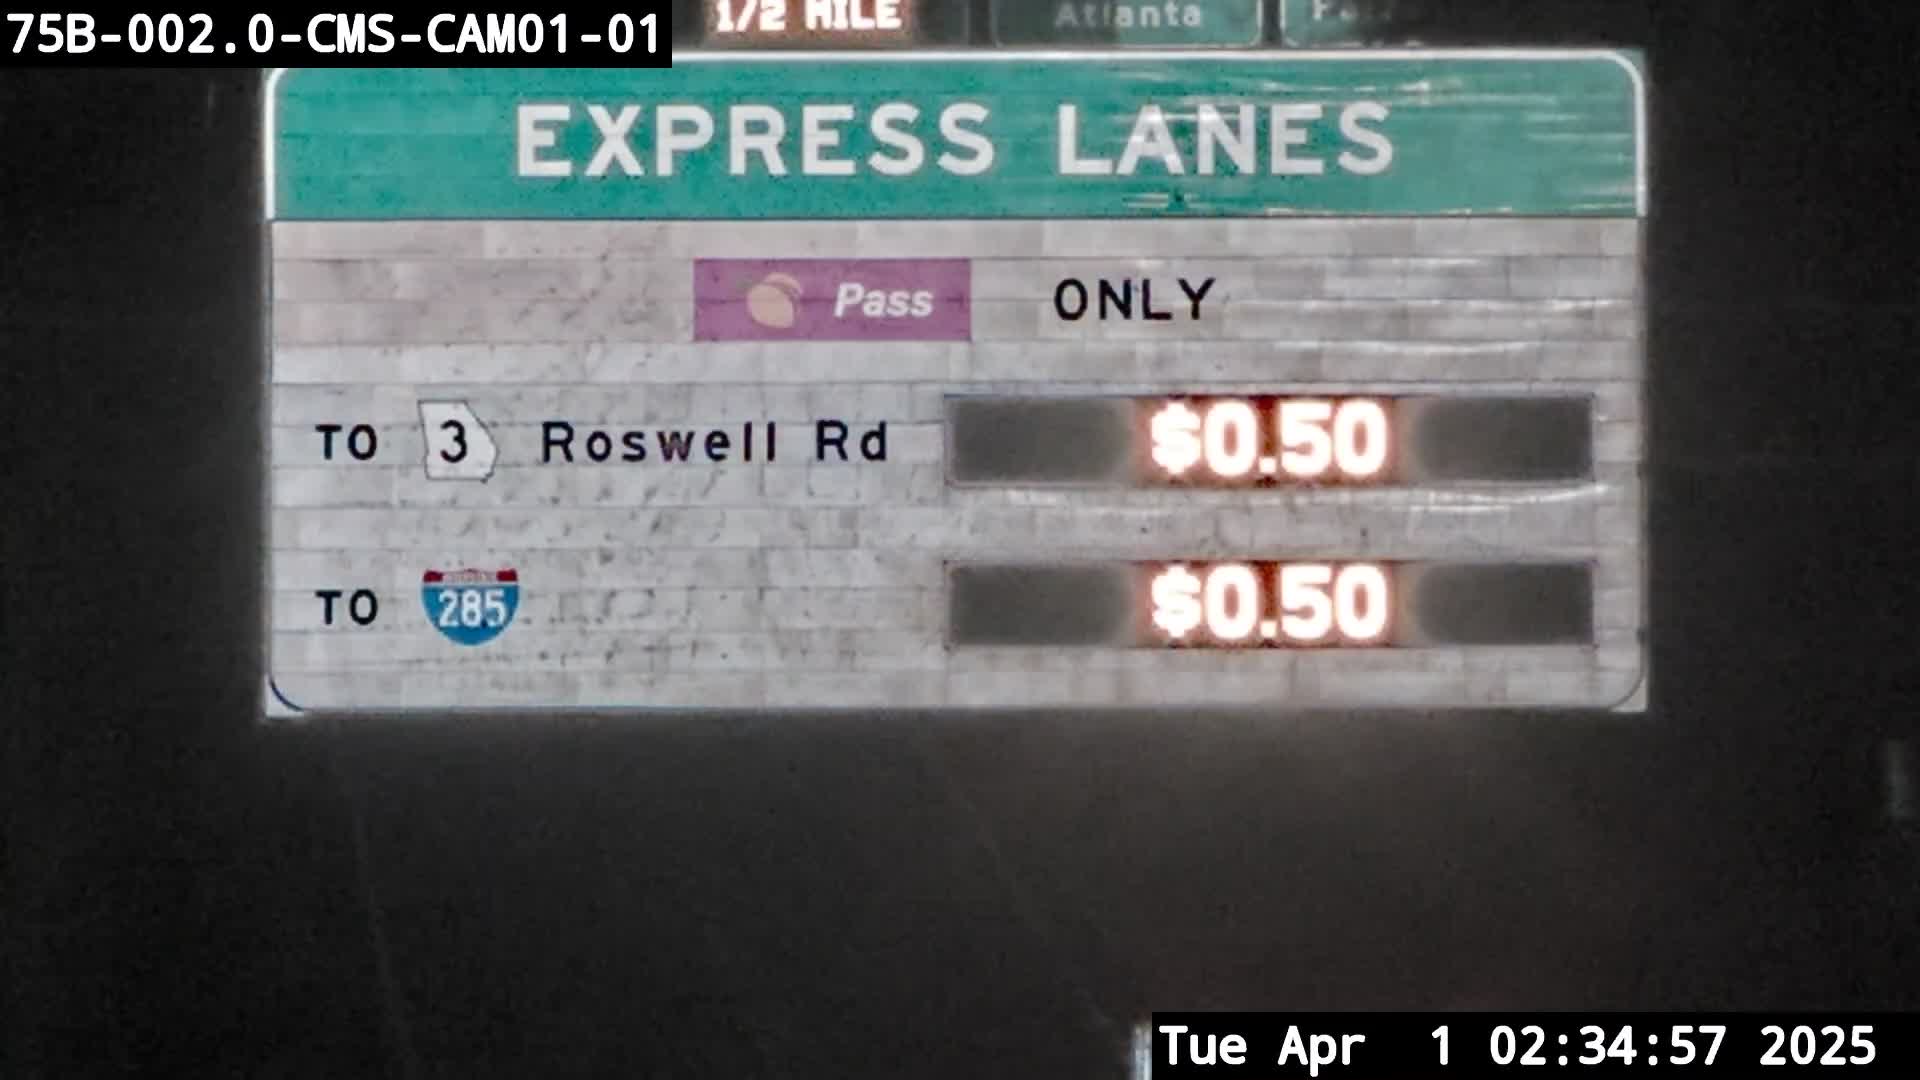 75B-002.0-CMS-CAM01-01
1/2 MILE
Atlanta
EXPRESS LANES
Pass ONLY
TO 3 Roswell Rd $0.50
TO 285 $0.50
Tue Apr 1 02:34:57 2025